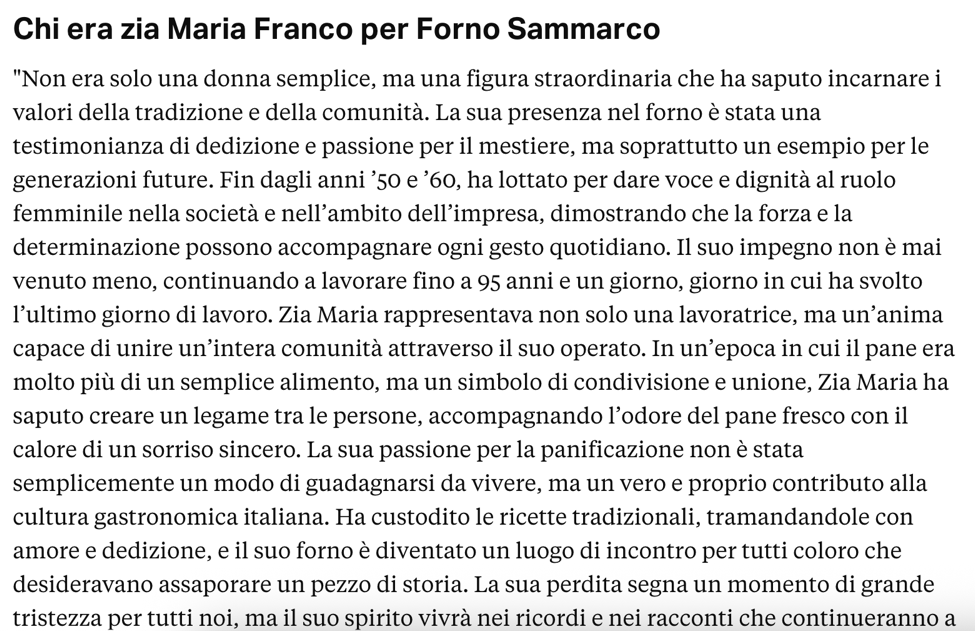 Chi era zia Maria Franco per Forno Sammarco
"Non era solo una donna semplice, ma una figura straordinaria che ha saputo incarnare i
valori della tradizione e della comunità. La sua presenza nel forno è stata una
testimonianza di dedizione e passione per il mestiere, ma soprattutto un esempio per le
generazioni future. Fin dagli anni ’50 e ’60, ha lottato per dare voce e dignità al ruolo
femminile nella società e nell’ambito dell’impresa, dimostrando che la forza e la
determinazione possono accompagnare ogni gesto quotidiano. Il suo impegno non è mai
venuto meno, continuando a lavorare fino a 95 anni e un giorno, giorno in cui ha svolto
l’ultimo giorno di lavoro. Zia Maria rappresentava non solo una lavoratrice, ma un’anima
capace di unire un’intera comunità attraverso il suo operato. In un’epoca in cui il pane era
molto più di un semplice alimento, ma un simbolo di condivisione e unione, Zia Maria ha
saputo creare un legame tra le persone, accompagnando l’odore del pane fresco con il
calore di un sorriso sincero. La sua passione per la panificazione non è stata
semplicemente un modo di guadagnarsi da vivere, ma un vero e proprio contributo alla
cultura gastronomica italiana. Ha custodito le ricette tradizionali, tramandandole con
amore e dedizione, e il suo forno è diventato un luogo di incontro per tutti coloro che
desideravano assaporare un pezzo di storia. La sua perdita segna un momento di grande
tristezza per tutti noi, ma il suo spirito vivrà nei ricordi e nei racconti che continueranno a